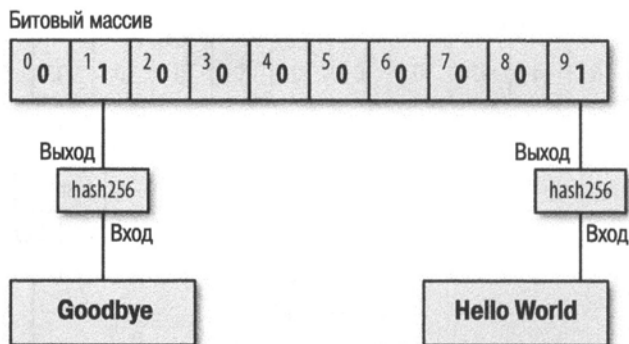 Битовый массив
0 0 1 1 2 0 3 0 4 0 5 0 6 0 7 0 8 0 9 1
Выход Выход
hash256 hash256
Вход Вход
Goodbye Hello World